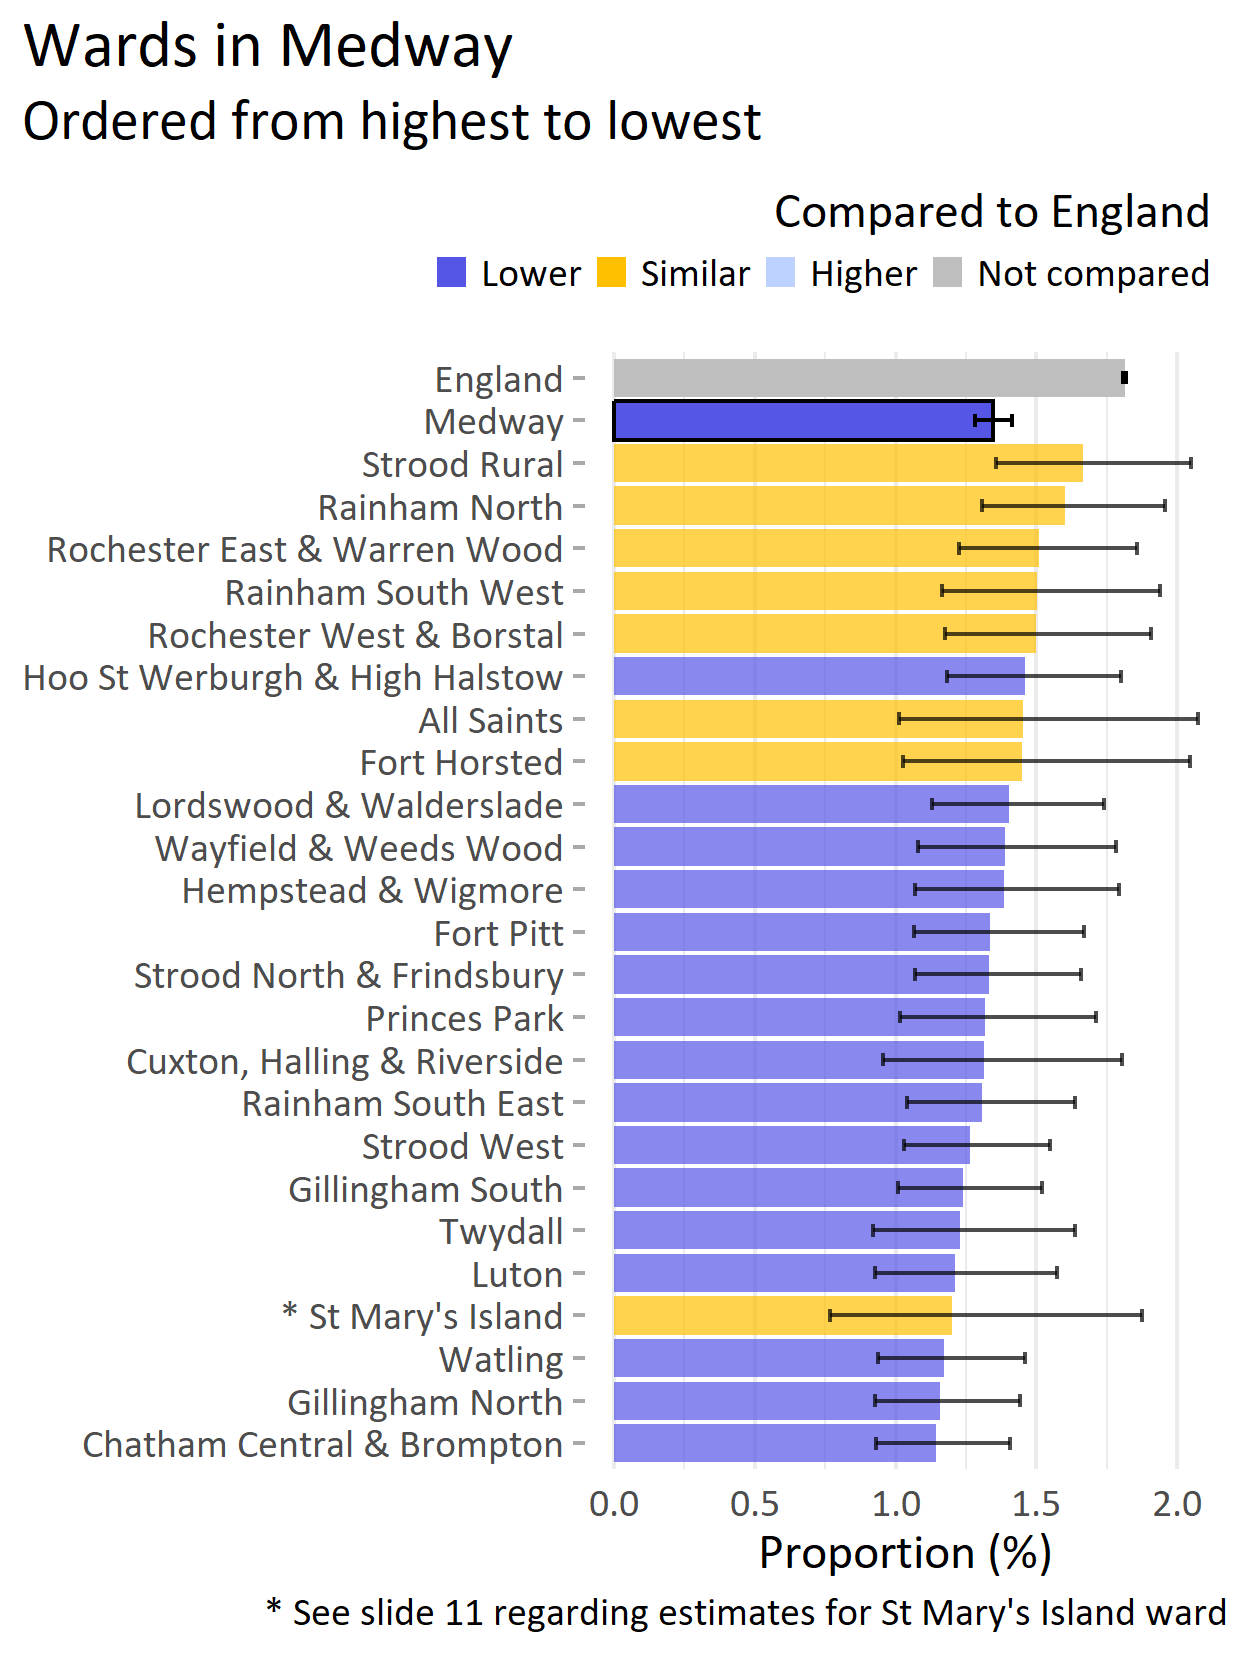 Wards in Medway
Ordered from highest to lowest
Compared to England
Lower Similar Higher Not compared
England
Medway
Strood Rural
Rainham North
Rochester East & Warren Wood
Rainham South West
Rochester West & Borstal
Hoo St Werburgh & High Halstow
All Saints
Fort Horsted
Lordswood & Walderslade
Wayfield & Weeds Wood
Hempstead & Wigmore
Fort Pitt
Strood North & Frindsbury
Princes Park
Cuxton, Halling & Riverside
Rainham South East
Strood West
Gillingham South
Twydall
Luton
* St Mary's Island
Watling
Gillingham North
Chatham Central & Brompton
0.0 0.5 1.0 1.5 2.0
Proportion (%)
* See slide 11 regarding estimates for St Mary's Island ward